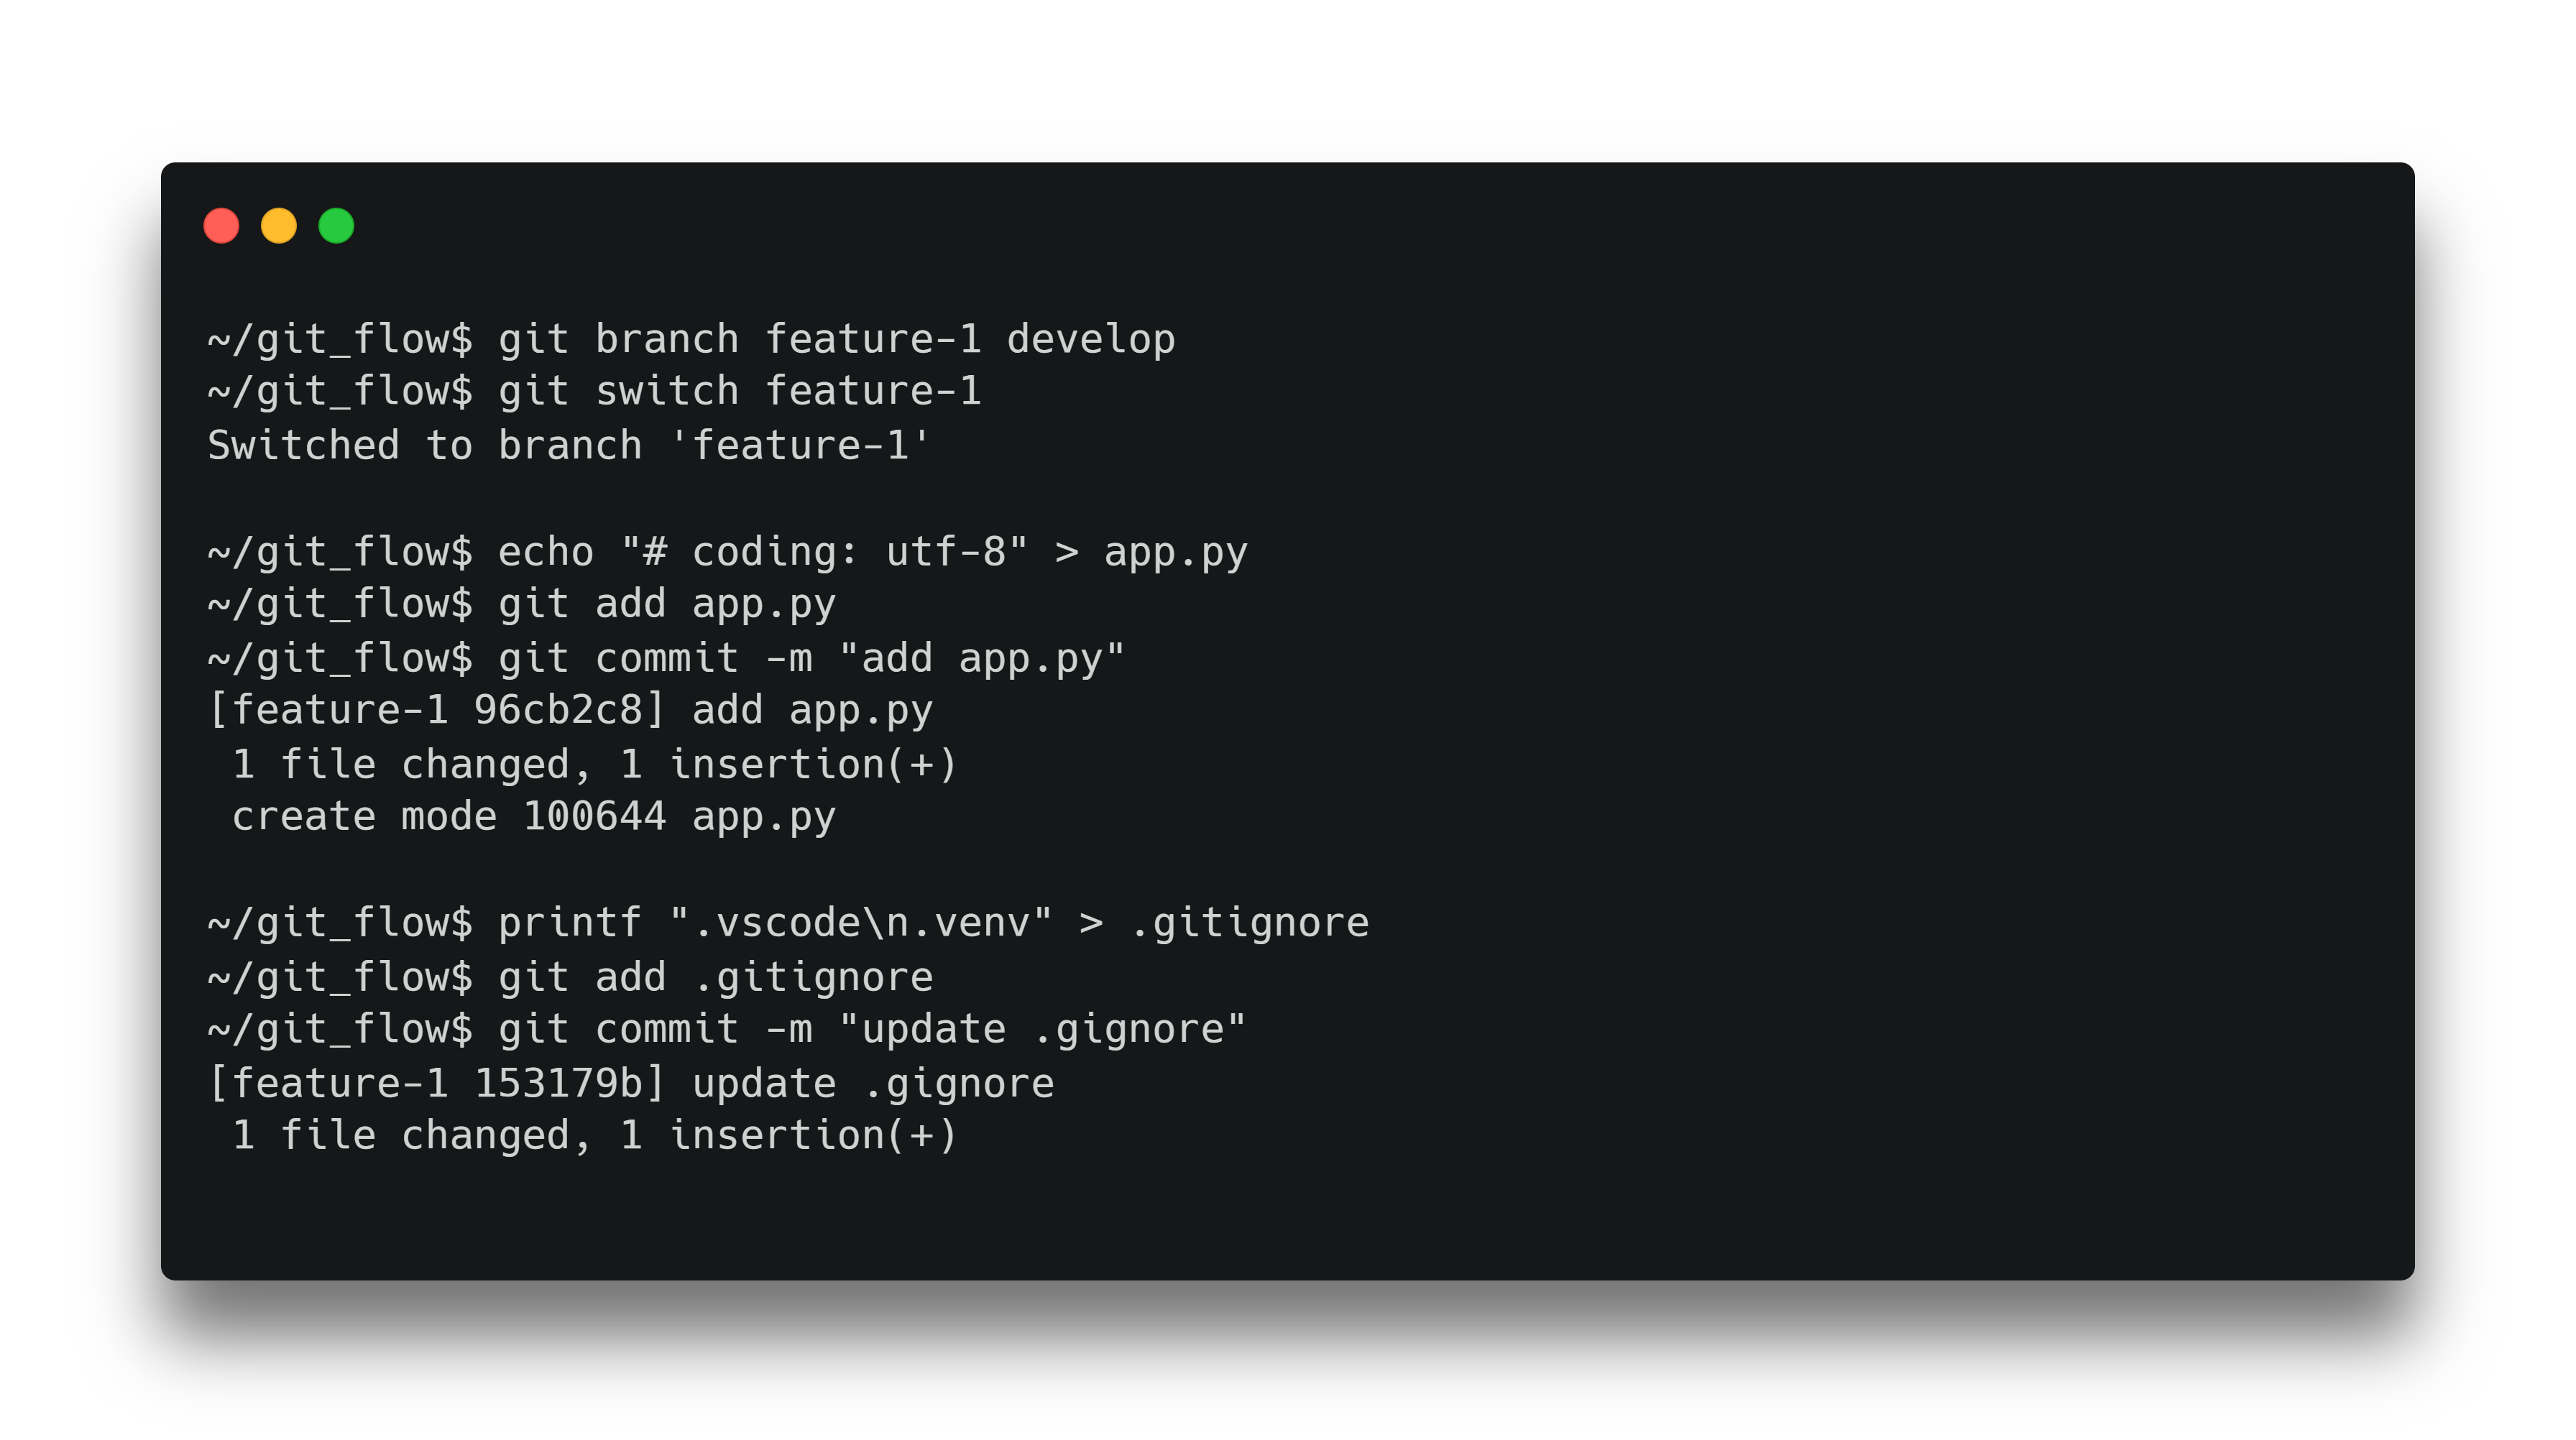 ~/git_flow$ git branch feature-1 develop
~/git_flow$ git switch feature-1
Switched to branch 'feature-1'
~/git_flow$ echo "# coding: utf-8" > app.py
~/git_flow$ git add app.py
~/git_flow$ git commit -m "add app.py"
[feature-1 96cb2c8] add app.py
 1 file changed, 1 insertion(+)
 create mode 100644 app.py
~/git_flow$ printf ".vscode\n.venv" > .gitignore
~/git_flow$ git add .gitignore
~/git_flow$ git commit -m "update .gignore"
[feature-1 153179b] update .gignore
 1 file changed, 1 insertion(+)